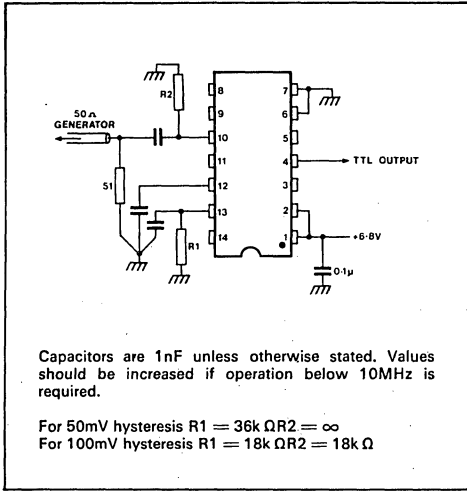 R2
8
7
50Ω
GENERATOR
9
6
10
5
11
4
TTL OUTPUT
51
12
3
13
2
R1
14
1
+6·8V
0·1μ
Capacitors are 1nF unless otherwise stated. Values
should be increased if operation below 10MHz is
required.
For 50mV hysteresis R1 = 36k ΩR2 = ∞
For 100mV hysteresis R1 = 18k ΩR2 = 18k Ω